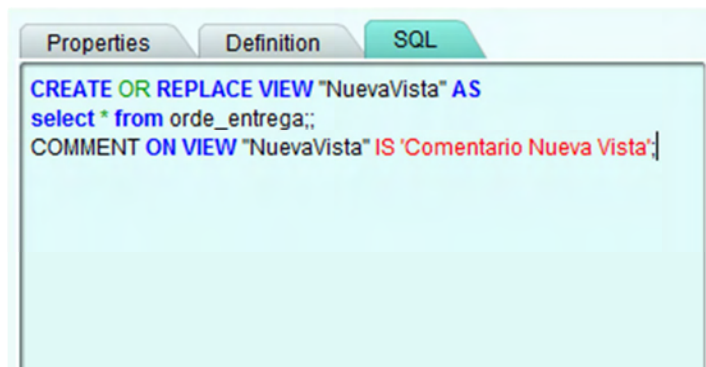 Properties Definition SQL
CREATE OR REPLACE VIEW "NuevaVista" AS
select * from orde_entrega;;
COMMENT ON VIEW "NuevaVista" IS 'Comentario Nueva Vista';